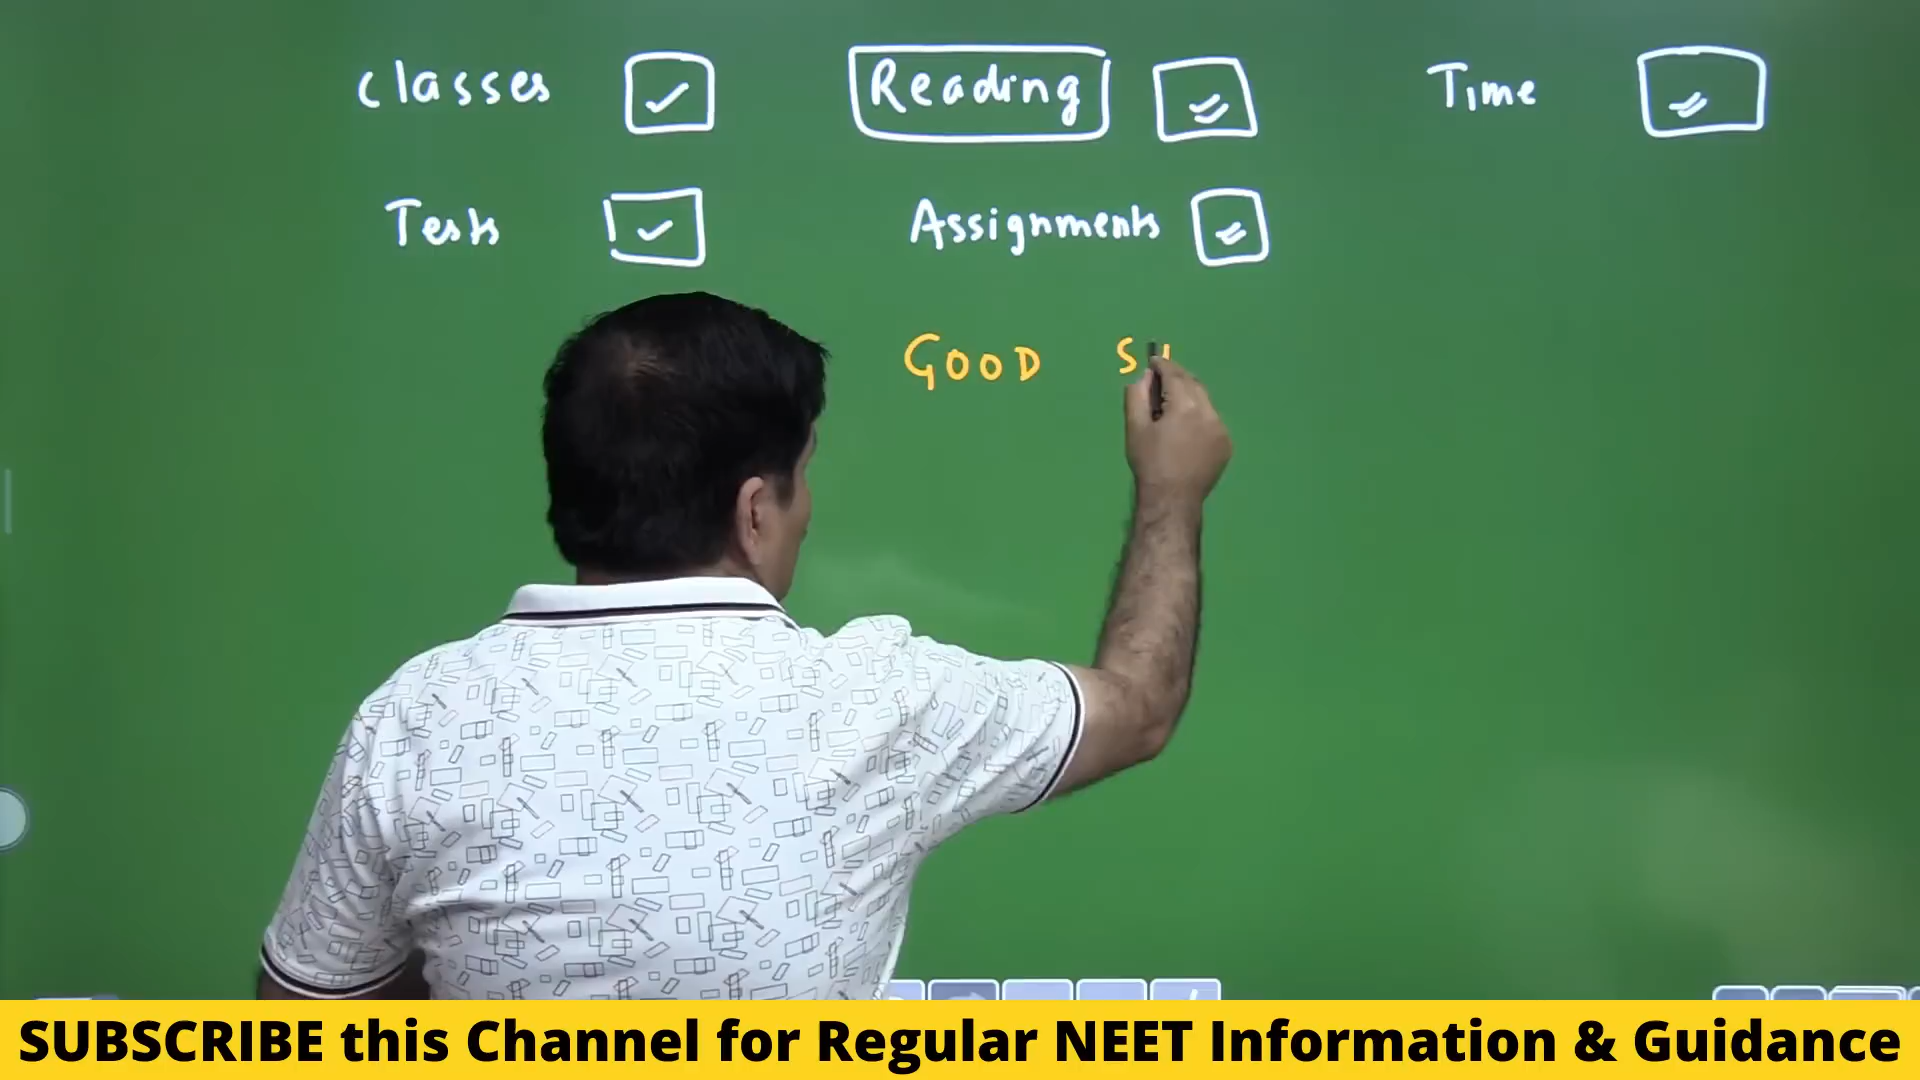 Classes Reading Time
Tests Assignments
GOOD
SUBSCRIBE this Channel for Regular NEET Information & Guidance